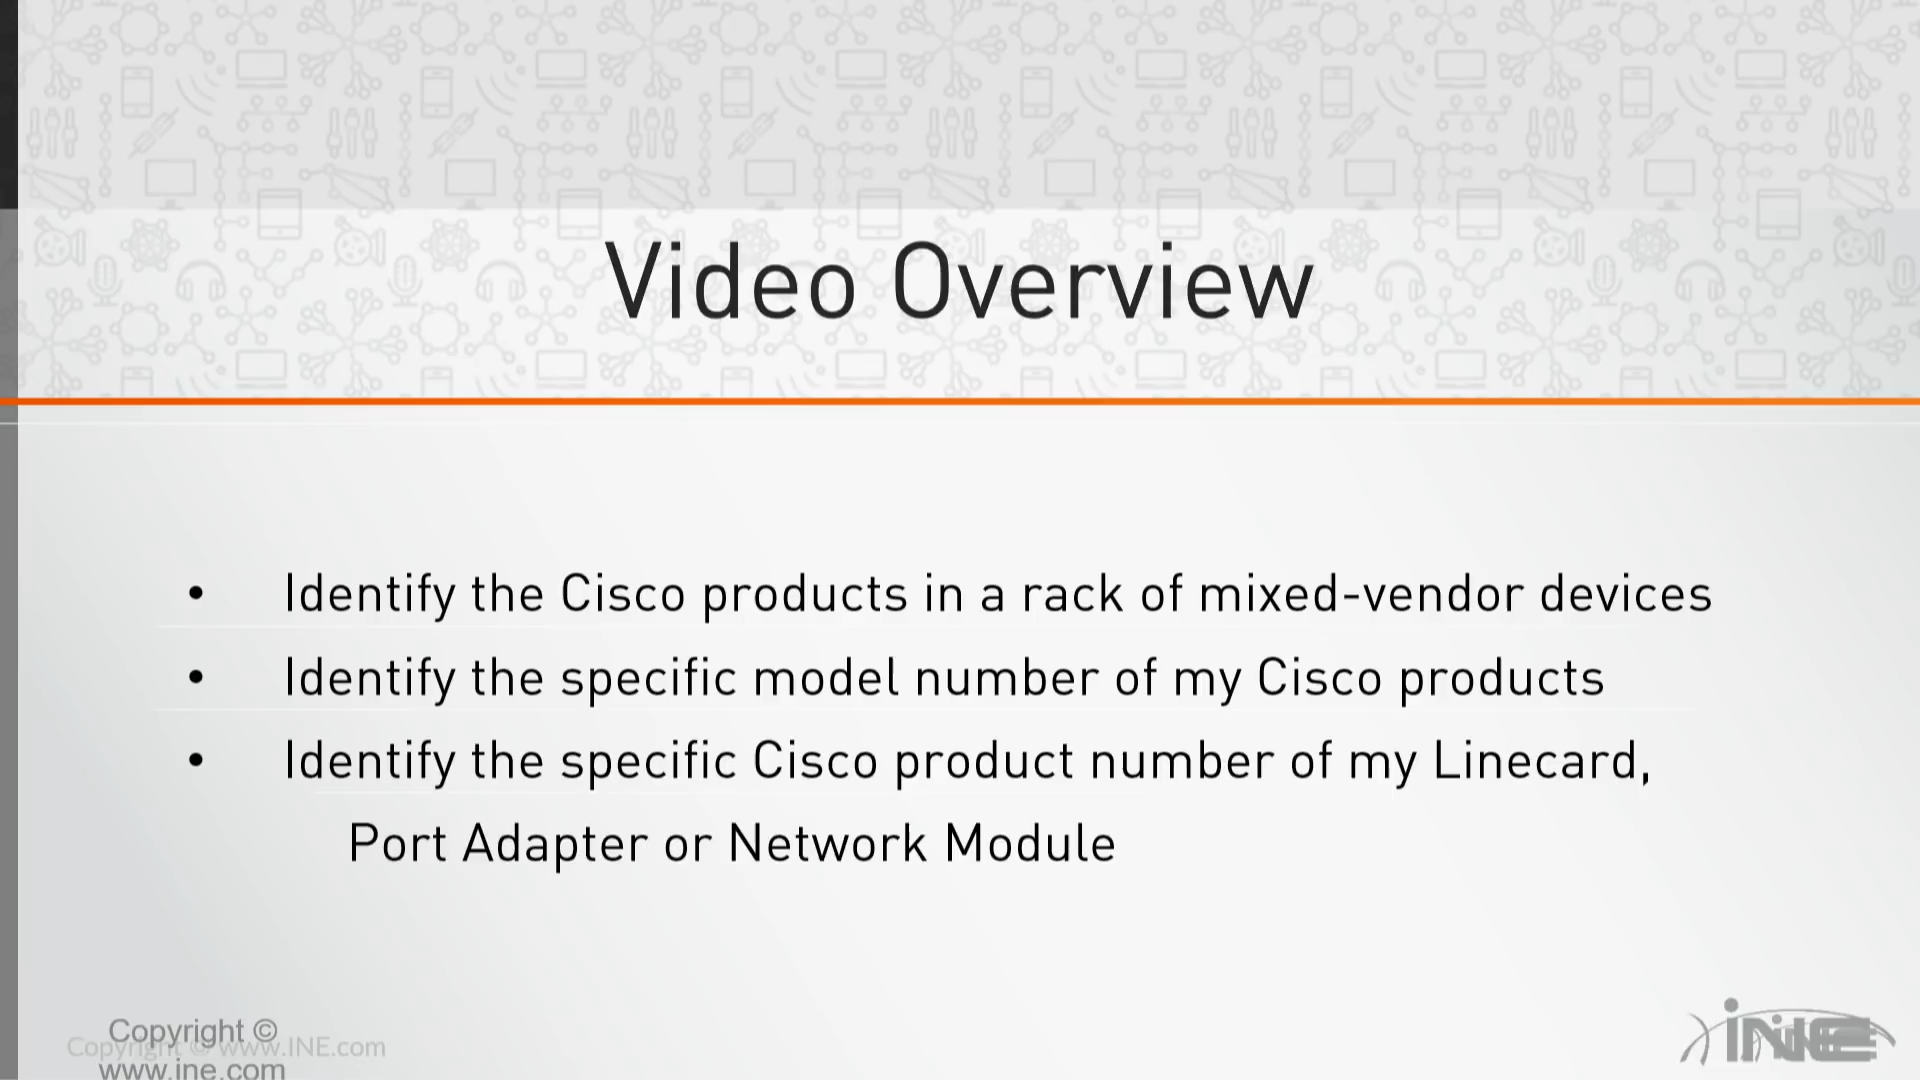 Video Overview
• Identify the Cisco products in a rack of mixed-vendor devices
• Identify the specific model number of my Cisco products
• Identify the specific Cisco product number of my Linecard,
Port Adapter or Network Module
Copyright ©
Copyright © www.INE.com
www.ine.com
iNE